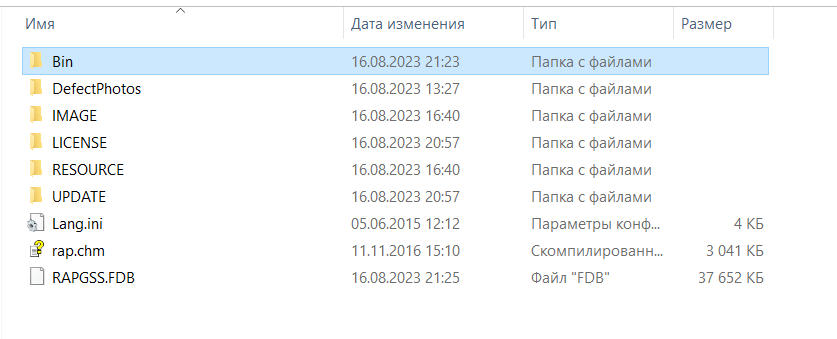 Имя Дата изменения Тип Размер
Bin 16.08.2023 21:23 Папка с файлами
DefectPhotos 16.08.2023 13:27 Папка с файлами
IMAGE 16.08.2023 16:40 Папка с файлами
LICENSE 16.08.2023 20:57 Папка с файлами
RESOURCE 16.08.2023 16:40 Папка с файлами
UPDATE 16.08.2023 20:57 Папка с файлами
Lang.ini 05.06.2015 12:12 Параметры конф... 4 КБ
rap.chm 11.11.2016 15:10 Скомпилированн... 3 041 КБ
RAPGSS.FDB 16.08.2023 21:25 Файл "FDB" 37 652 КБ